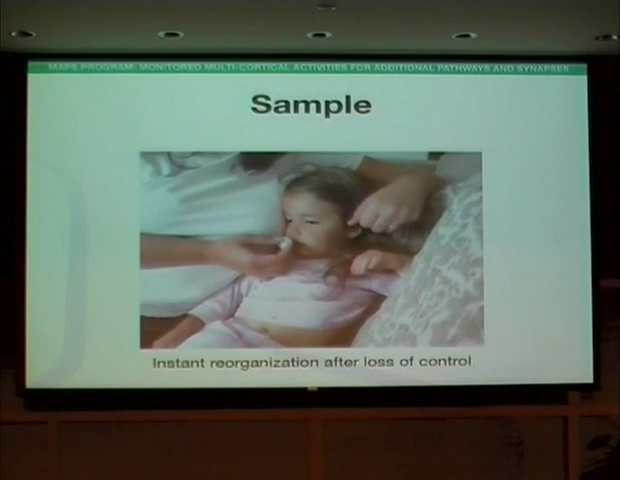 MAPS PROGRAM: MONITORED MULTI-CORTICAL ACTIVITIES FOR ADDITIONAL PATHWAYS AND SYNAPSES
Sample
Instant reorganization after loss of control